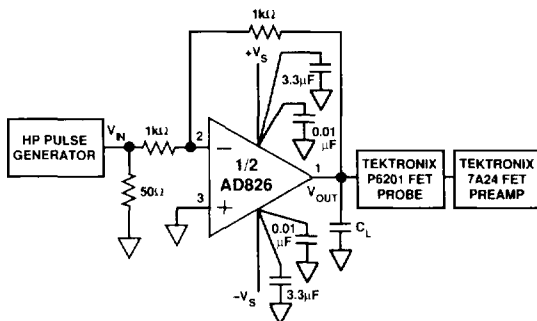 1kΩ
+VS
3.3µF
HP PULSE
GENERATOR
VIN
1kΩ
2
–
0.01
µF
1/2
AD826
1
VOUT
50Ω
3
+
TEKTRONIX
P6201 FET
PROBE
TEKTRONIX
7A24 FET
PREAMP
0.01
µF
CL
3.3µF
–VS